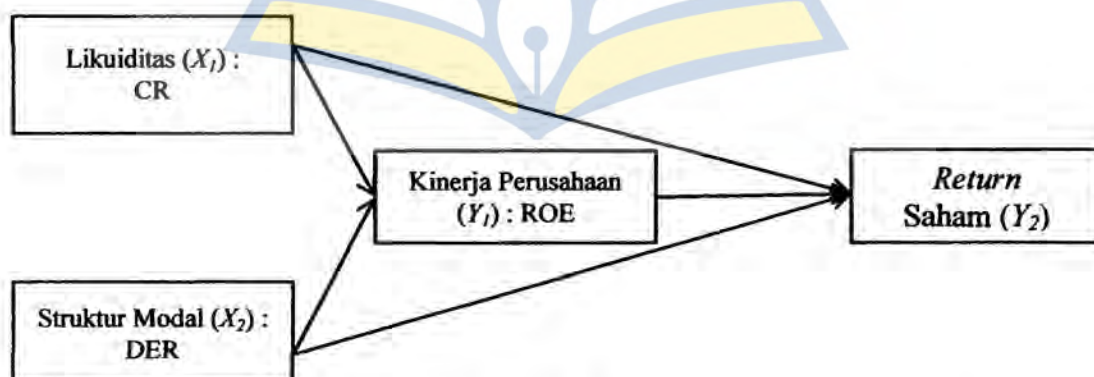 Likuiditas (X₁) :
CR
Kinerja Perusahaan
(Y₁) : ROE
Return
Saham (Y₂)
Struktur Modal (X₂) :
DER